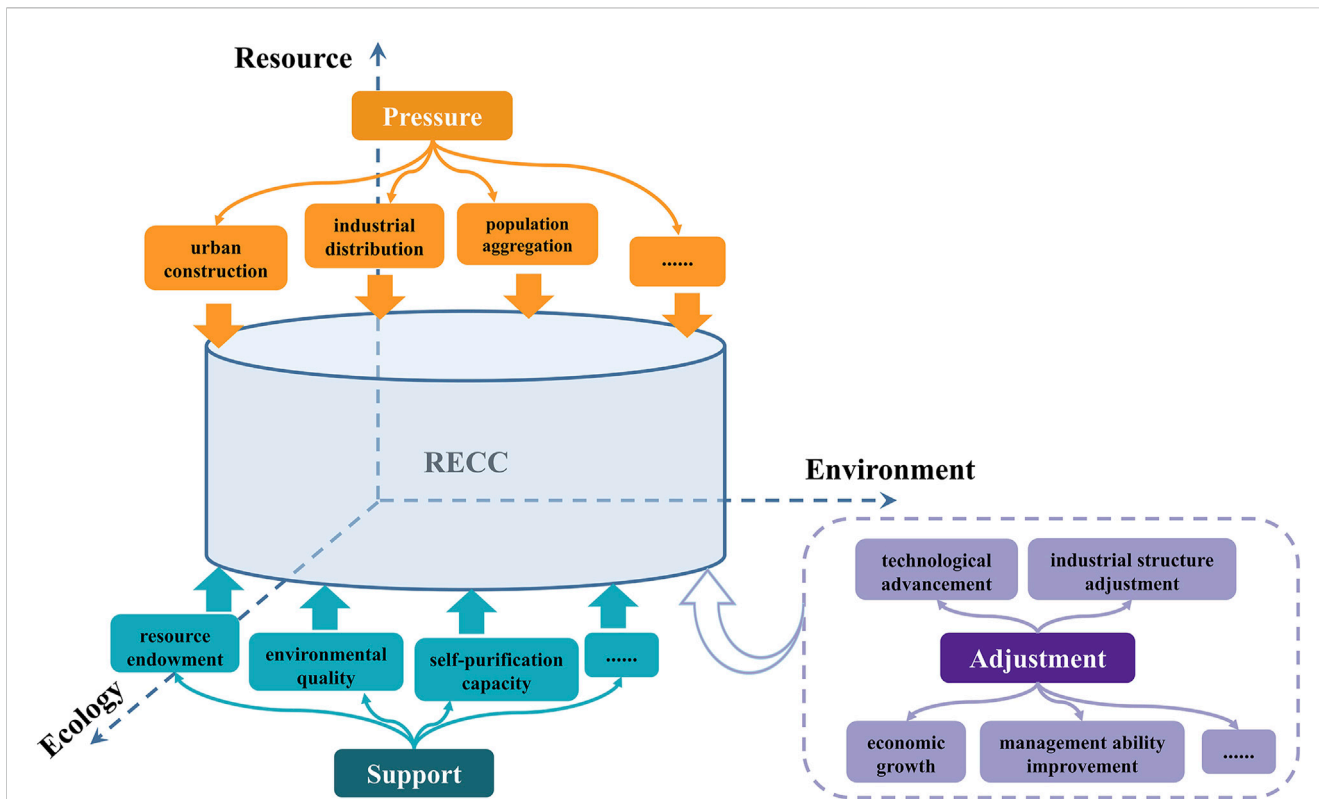 Resource
Pressure
urban
construction
industrial
distribution
population
aggregation
......
RECC
Environment
Ecology
resource
endowment
environmental
quality
self-purification
capacity
......
Support
technological
advancement
industrial structure
adjustment
Adjustment
economic
growth
management ability
improvement
......